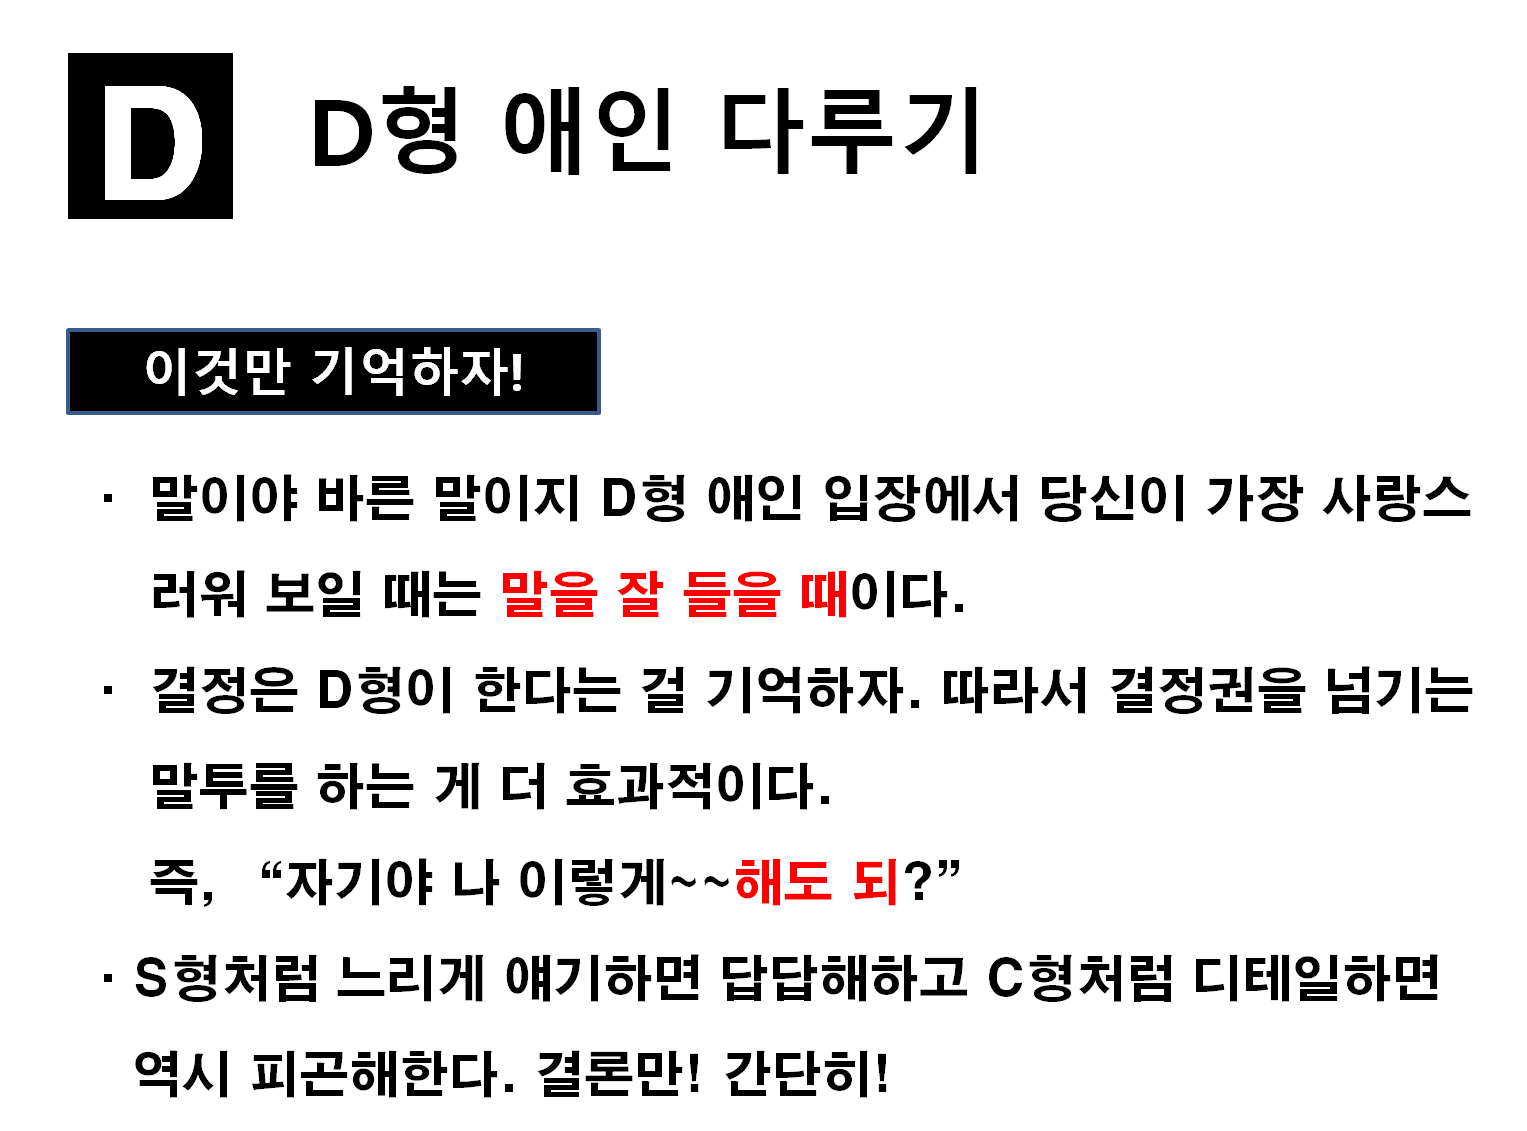 D
D형 애인 다루기
이것만 기억하자!
· 말이야 바른 말이지 D형 애인 입장에서 당신이 가장 사랑스
러워 보일 때는 말을 잘 들을 때이다.
· 결정은 D형이 한다는 걸 기억하자. 따라서 결정권을 넘기는
말투를 하는 게 더 효과적이다.
즉, “자기야 나 이렇게~~해도 되?”
· S형처럼 느리게 얘기하면 답답해하고 C형처럼 디테일하면
역시 피곤해한다. 결론만! 간단히!